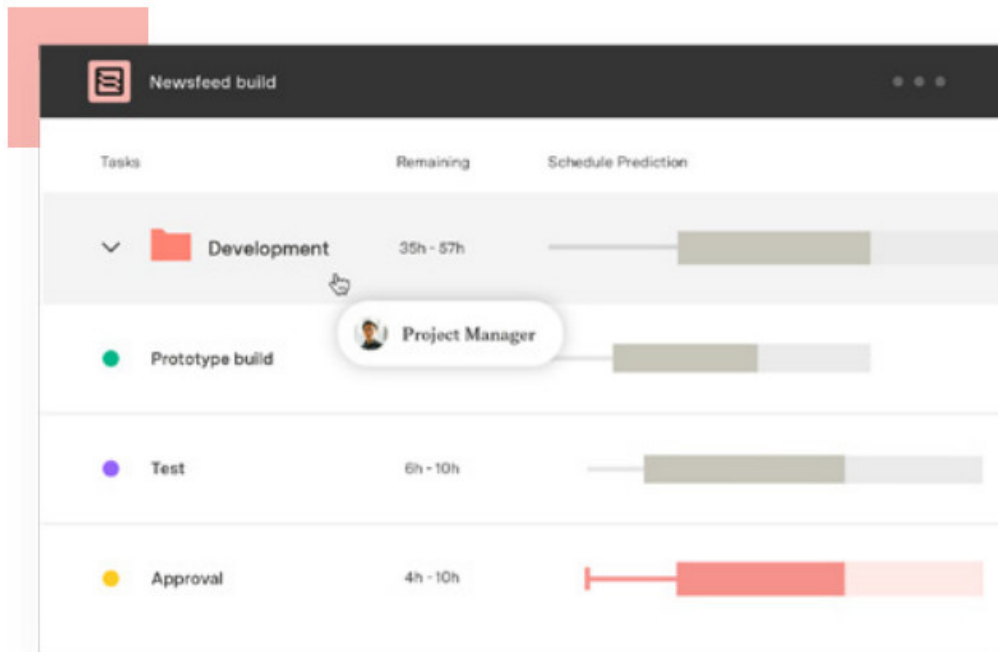 Newsfeed build
Tasks Remaining Schedule Prediction
Development 35h - 57h
Project Manager
Prototype build
Test 6h - 10h
Approval 4h - 10h